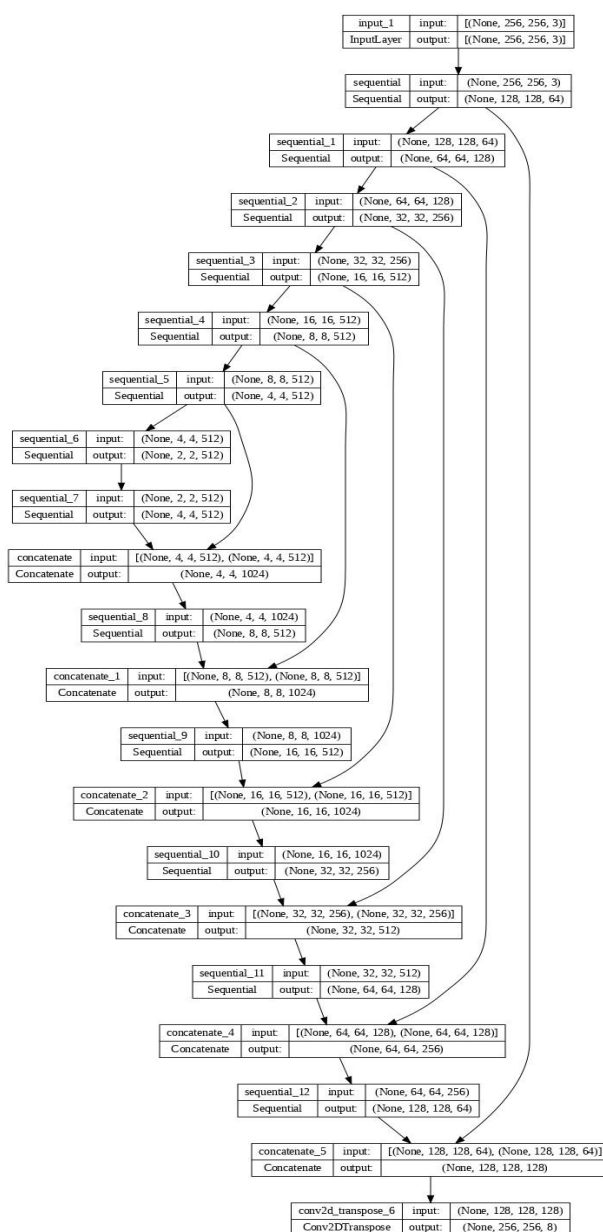 input_1 input: [(None, 256, 256, 3)]
InputLayer output: [(None, 256, 256, 3)]
sequential input: (None, 256, 256, 3)
Sequential output: (None, 128, 128, 64)
sequential_1 input: (None, 128, 128, 64)
Sequential output: (None, 64, 64, 128)
sequential_2 input: (None, 64, 64, 128)
Sequential output: (None, 32, 32, 256)
sequential_3 input: (None, 32, 32, 256)
Sequential output: (None, 16, 16, 512)
sequential_4 input: (None, 16, 16, 512)
Sequential output: (None, 8, 8, 512)
sequential_5 input: (None, 8, 8, 512)
Sequential output: (None, 4, 4, 512)
sequential_6 input: (None, 4, 4, 512)
Sequential output: (None, 2, 2, 512)
sequential_7 input: (None, 2, 2, 512)
Sequential output: (None, 4, 4, 512)
concatenate input: [(None, 4, 4, 512), (None, 4, 4, 512)]
Concatenate output: (None, 4, 4, 1024)
sequential_8 input: (None, 4, 4, 1024)
Sequential output: (None, 8, 8, 512)
concatenate_1 input: [(None, 8, 8, 512), (None, 8, 8, 512)]
Concatenate output: (None, 8, 8, 1024)
sequential_9 input: (None, 8, 8, 1024)
Sequential output: (None, 16, 16, 512)
concatenate_2 input: [(None, 16, 16, 512), (None, 16, 16, 512)]
Concatenate output: (None, 16, 16, 1024)
sequential_10 input: (None, 16, 16, 1024)
Sequential output: (None, 32, 32, 256)
concatenate_3 input: [(None, 32, 32, 256), (None, 32, 32, 256)]
Concatenate output: (None, 32, 32, 512)
sequential_11 input: (None, 32, 32, 512)
Sequential output: (None, 64, 64, 128)
concatenate_4 input: [(None, 64, 64, 128), (None, 64, 64, 128)]
Concatenate output: (None, 64, 64, 256)
sequential_12 input: (None, 64, 64, 256)
Sequential output: (None, 128, 128, 64)
concatenate_5 input: [(None, 128, 128, 64), (None, 128, 128, 64)]
Concatenate output: (None, 128, 128, 128)
conv2d_transpose_6 input: (None, 128, 128, 128)
Conv2DTranspose output: (None, 256, 256, 8)